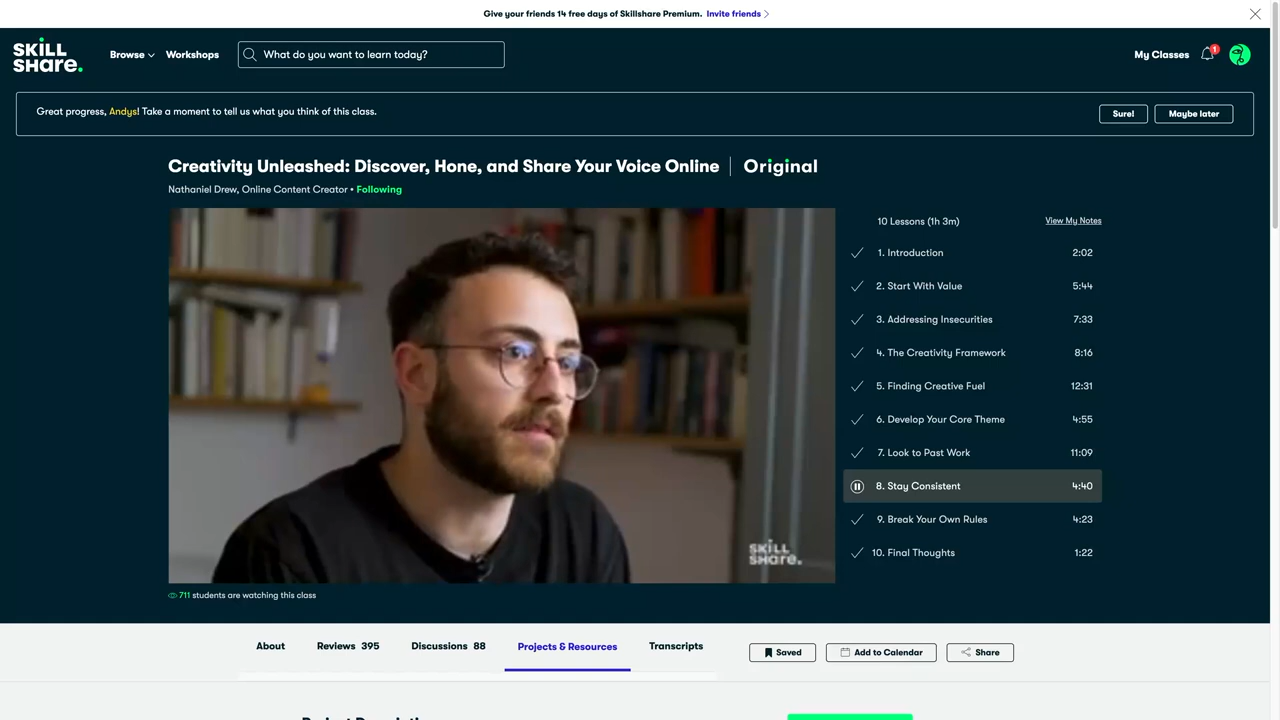 Give your friends 14 free days of Skillshare Premium. Invite friends
SKILL
SHARE.
Browse
Workshops
What do you want to learn today?
My Classes
1
Great progress, Andys! Take a moment to tell us what you think of this class.
Sure!
Maybe later
Creativity Unleashed: Discover, Hone, and Share Your Voice Online | Original
Nathaniel Drew, Online Content Creator • Following
10 Lessons (1h 3m)
View My Notes
1. Introduction 2:02
2. Start With Value 5:44
3. Addressing Insecurities 7:33
4. The Creativity Framework 8:16
5. Finding Creative Fuel 12:31
6. Develop Your Core Theme 4:55
7. Look to Past Work 11:09
8. Stay Consistent 4:40
9. Break Your Own Rules 4:23
10. Final Thoughts 1:22
SKILL
SHARE.
711 students are watching this class
About
Reviews 395
Discussions 88
Projects & Resources
Transcripts
Saved
Add to Calendar
Share